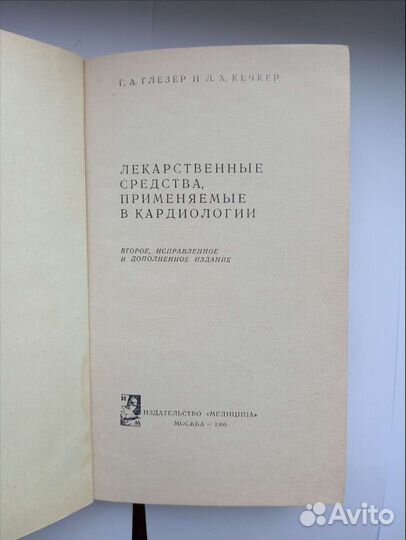 Г. А. ГЛЕЗЕР И Л. Х. КЕЧКЕР
ЛЕКАРСТВЕННЫЕ
СРЕДСТВА,
ПРИМЕНЯЕМЫЕ
В КАРДИОЛОГИИ
ВТОРОЕ, ИСПРАВЛЕННОЕ
И ДОПОЛНЕННОЕ ИЗДАНИЕ
И
М
ИЗДАТЕЛЬСТВО «МЕДИЦИНА»
МОСКВА —
Avito